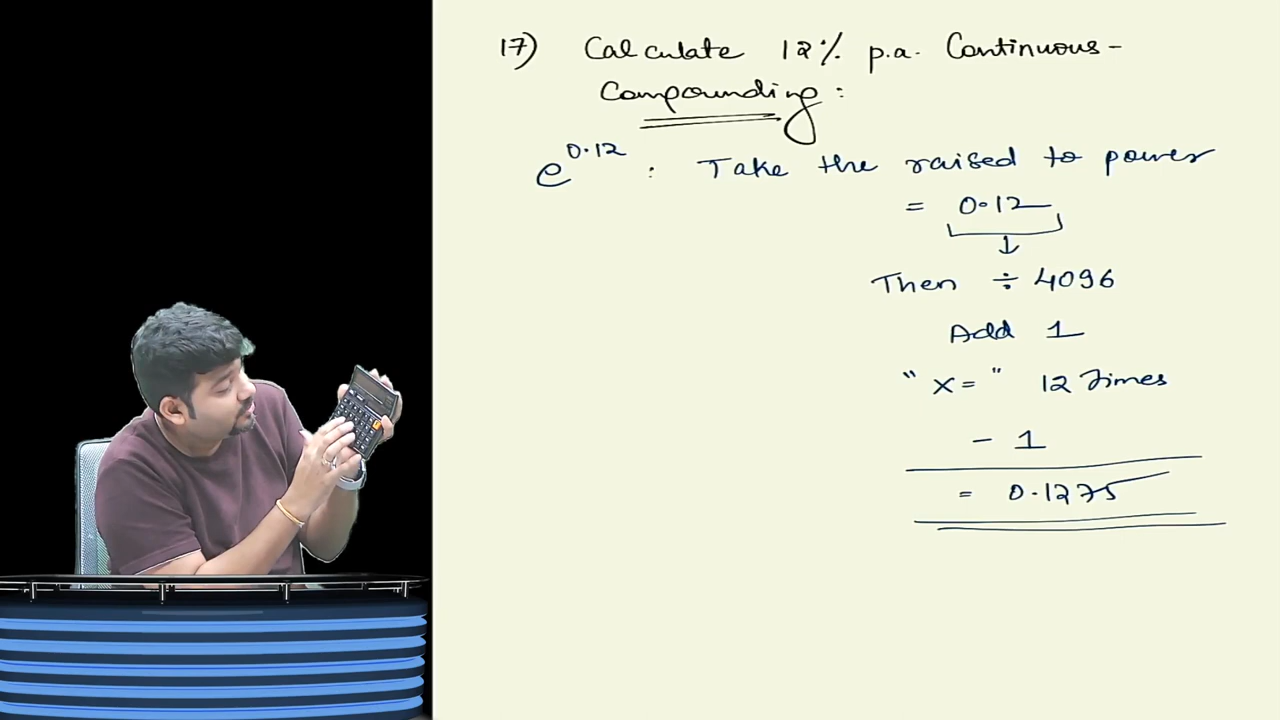 17) Calculate 12% p.a. Continuous-
Compounding:
e^0.12 : Take the raised to power
= 0.12
↓
Then ÷ 4096
Add 1
" x = " 12 Times
- 1
= 0.1275